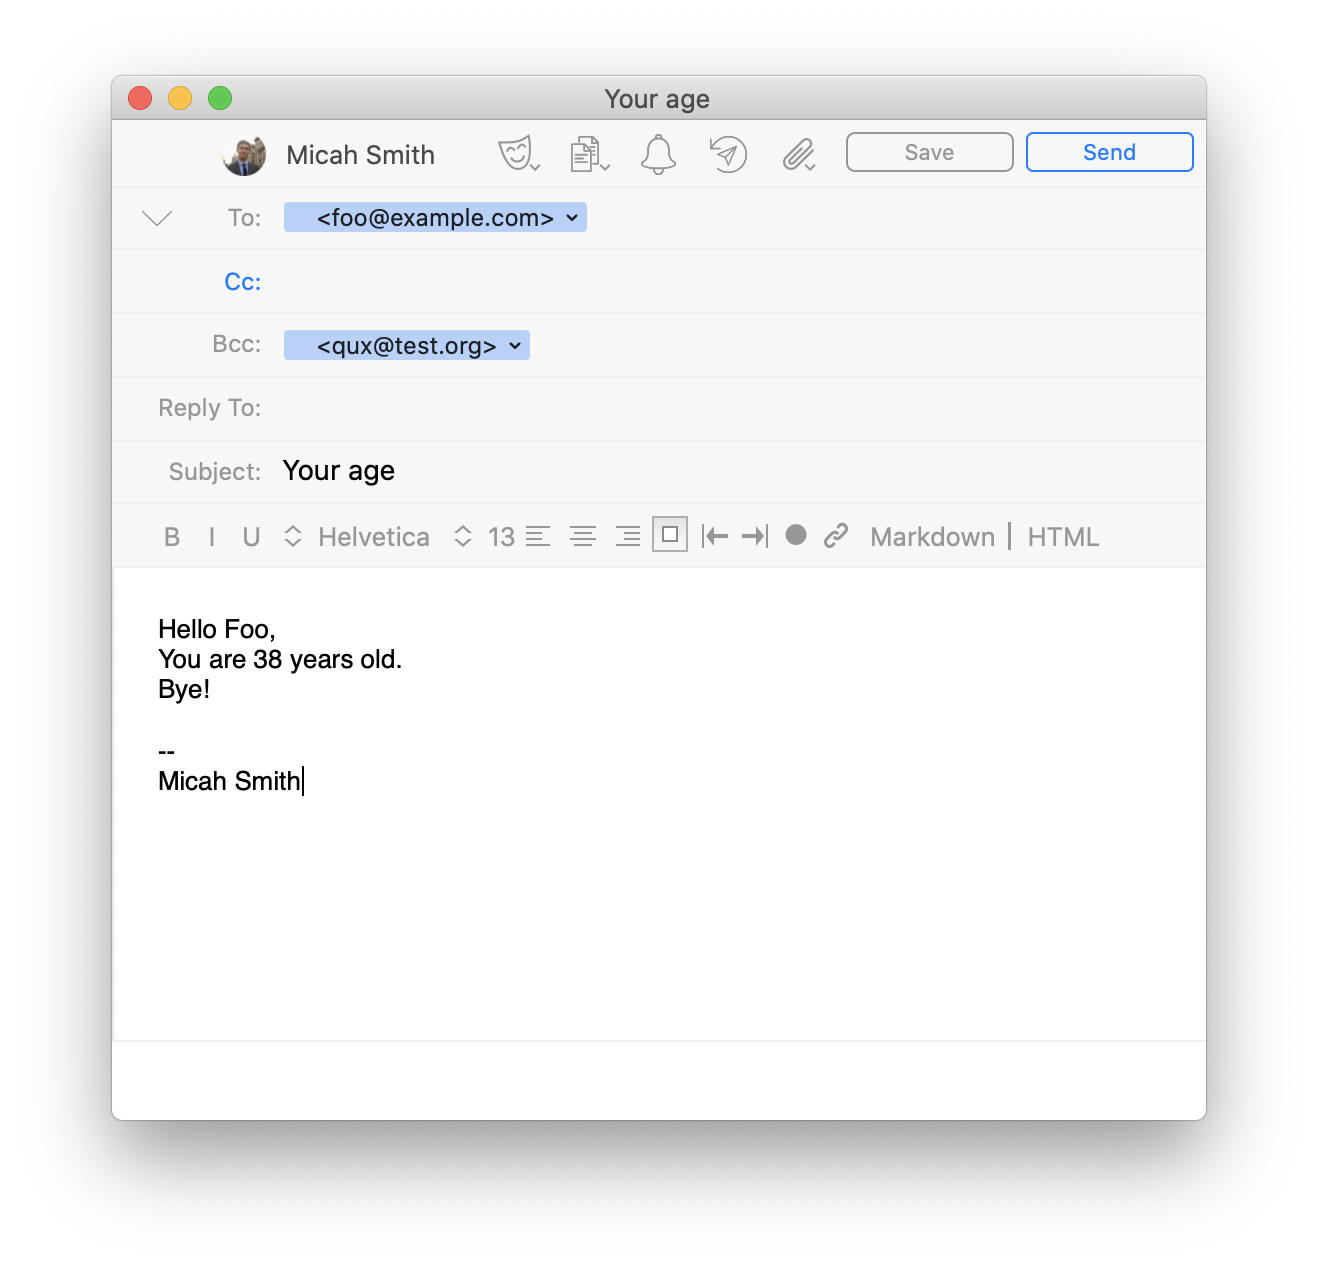 Your age
Micah Smith Save Send
To: <foo@example.com>
Cc:
Bcc: <qux@test.org>
Reply To:
Subject: Your age
B I U Helvetica 13 Markdown | HTML
Hello Foo,
You are 38 years old.
Bye!
--
Micah Smith